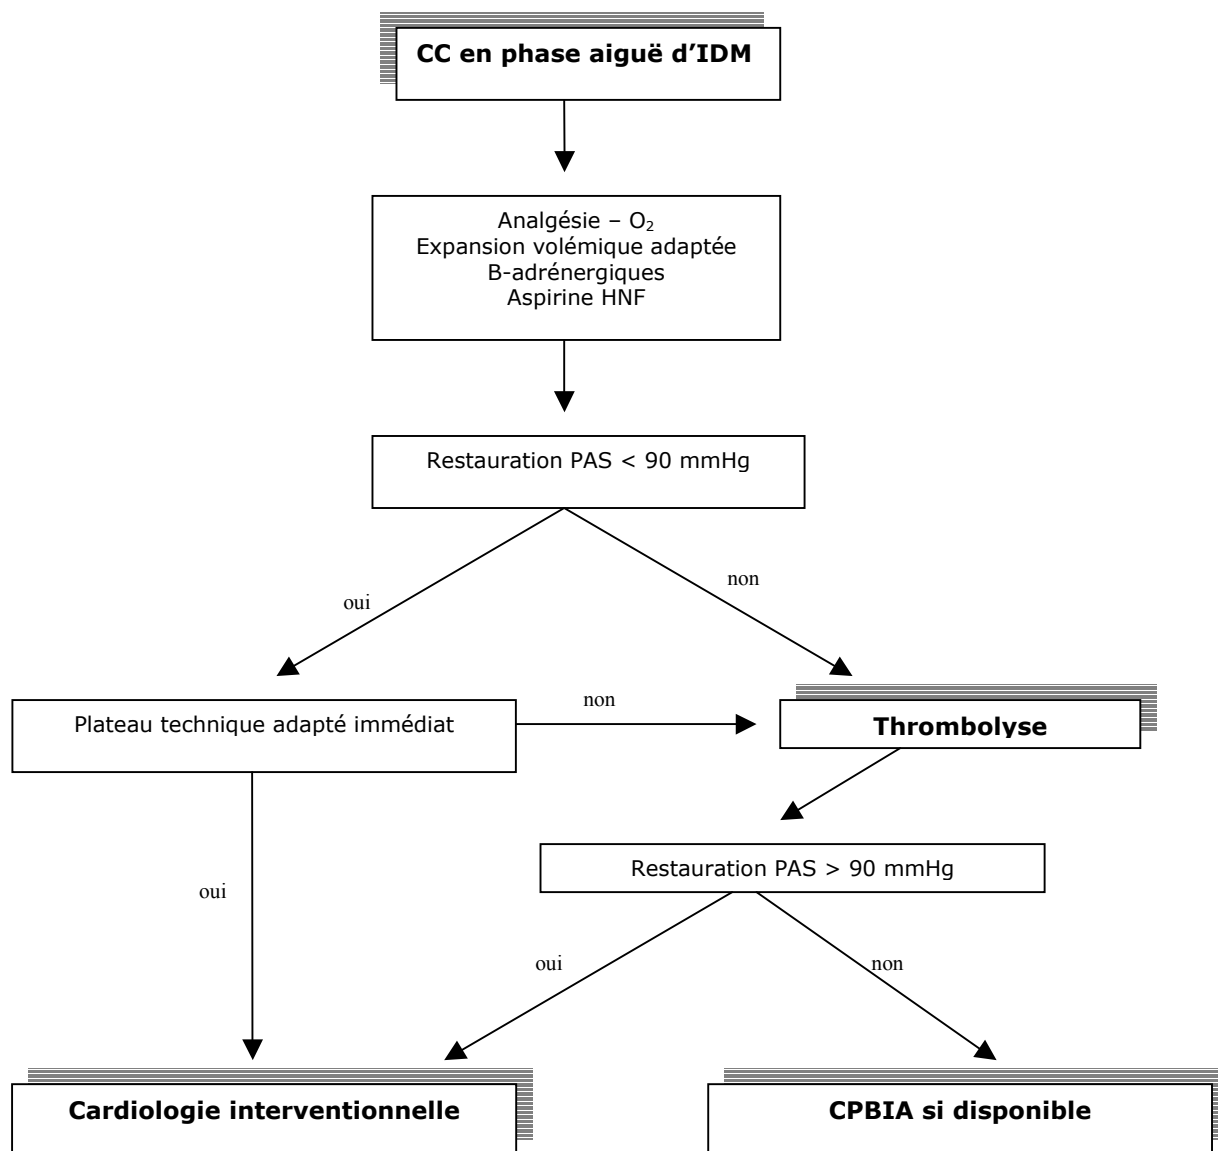 CC en phase aiguë d’IDM
Analgésie – O₂
Expansion volémique adaptée
B-adrénergiques
Aspirine HNF
Restauration PAS < 90 mmHg
oui
non
Plateau technique adapté immédiat
non
Thrombolyse
Restauration PAS > 90 mmHg
oui
oui
non
Cardiologie interventionnelle
CPBIA si disponible